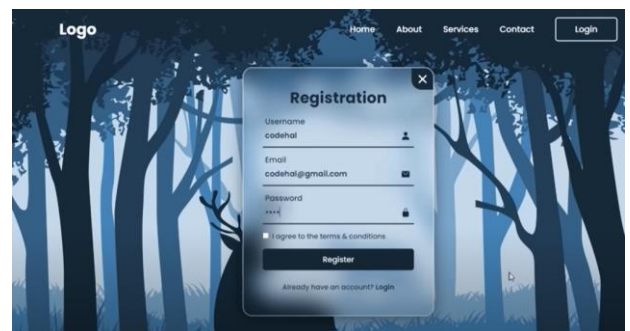 Logo
Home About Services Contact Login
Registration
Username
codehal
Email
codehal@gmail.com
Password
••••
I agree to the terms & conditions
Register
Already have an account? Login